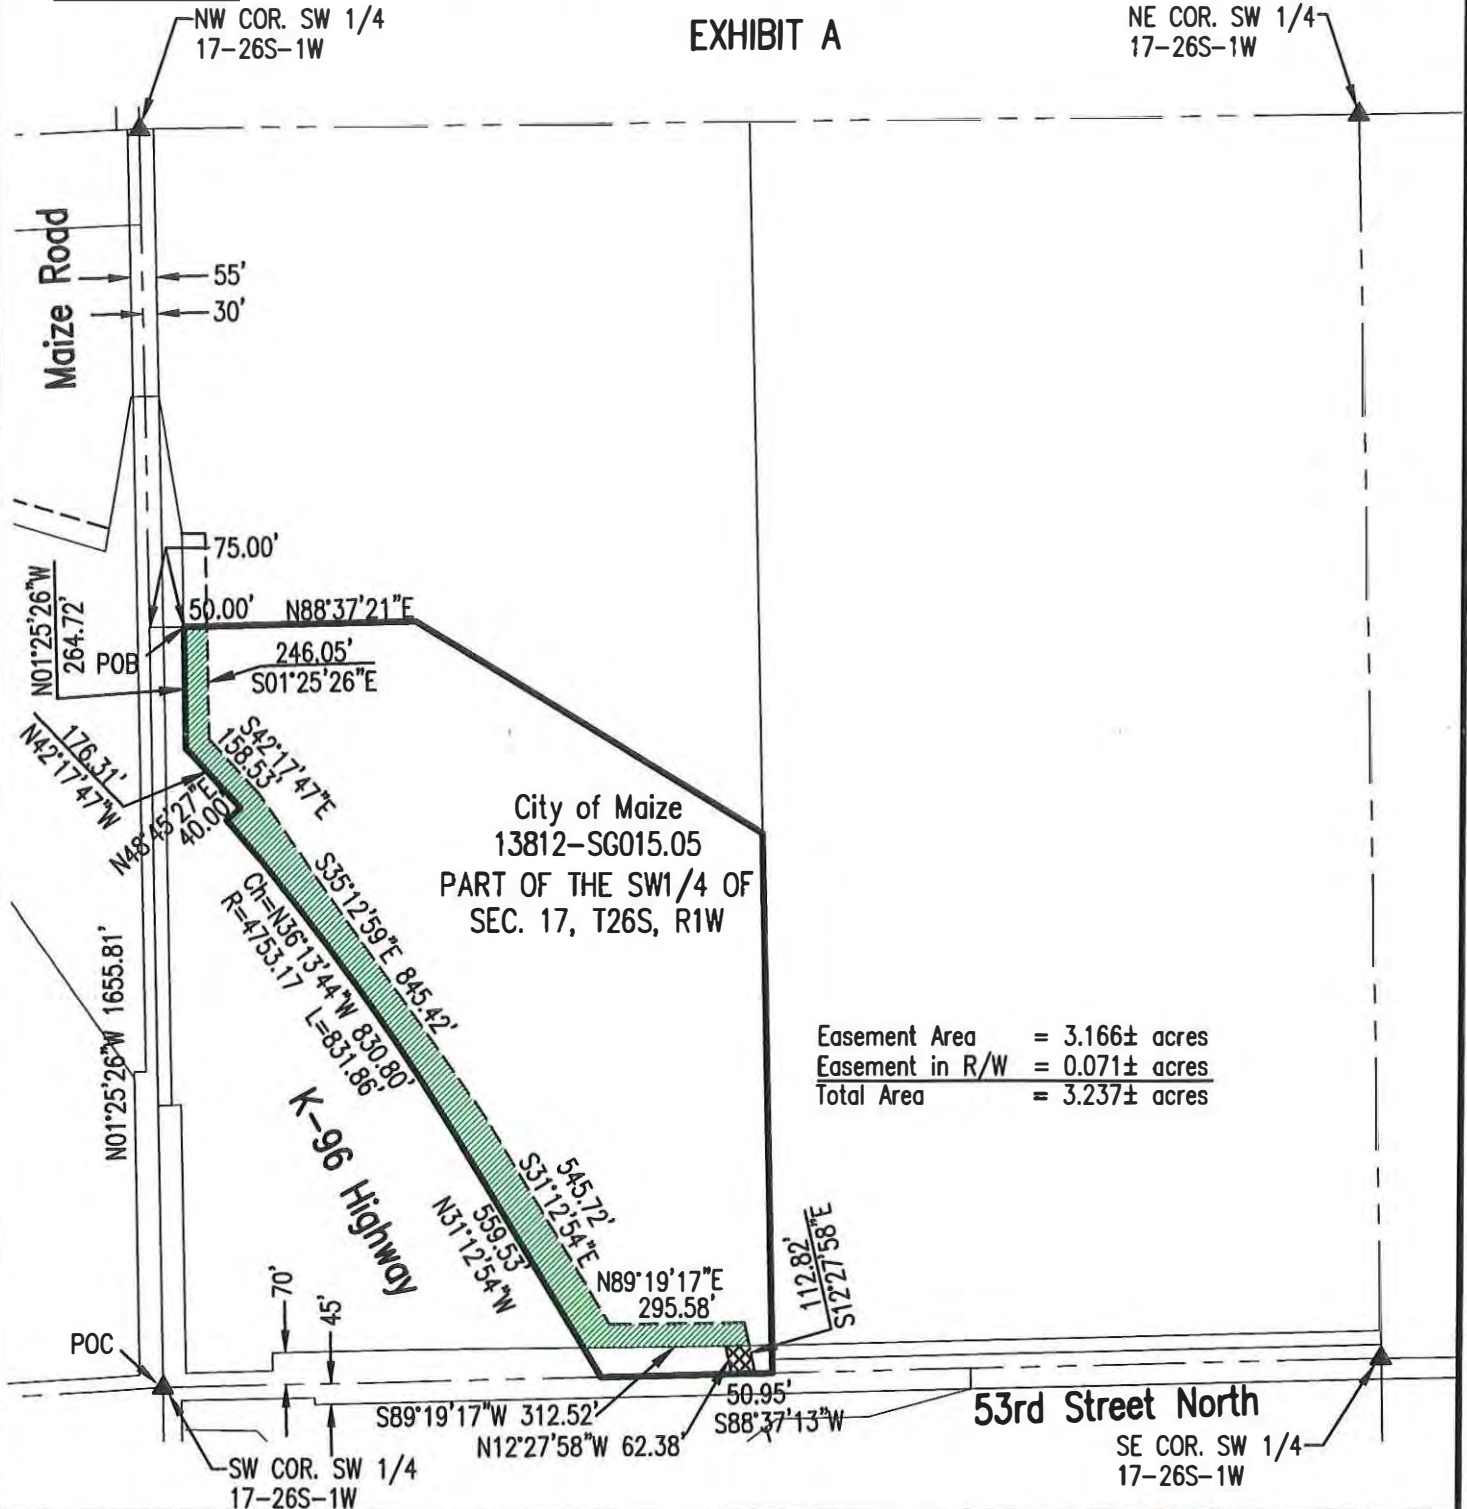 EXHIBIT A
NW COR. SW 1/4
17-26S-1W
NE COR. SW 1/4
17-26S-1W
Maize Road
55'
30'
75.00'
50.00'
N88°37'21"E
N01°25'26"W
264.72'
POB
246.05'
S01°25'26"E
176.31'
N42°17'47"W
S42°17'47"E
158.53'
N48°45'27"E
40.00'
City of Maize
13812-SG015.05
PART OF THE SW1/4 OF
SEC. 17, T26S, R1W
S35°12'59"E 845.42'
Ch=N36°13'44"W 830.80'
R=4753.17 L=831.86'
N01°25'26"W 1655.81'
Easement Area = 3.166± acres
Easement in R/W = 0.071± acres
Total Area = 3.237± acres
K-96 Highway
545.72'
S31°12'54"E
559.53'
N31°12'54"W
N89°19'17"E
295.58'
112.82'
S12°27'58"E
70'
45'
POC
S89°19'17"W 312.52'
N12°27'58"W 62.38'
50.95'
S88°37'13"W
53rd Street North
SW COR. SW 1/4
17-26S-1W
SE COR. SW 1/4
17-26S-1W